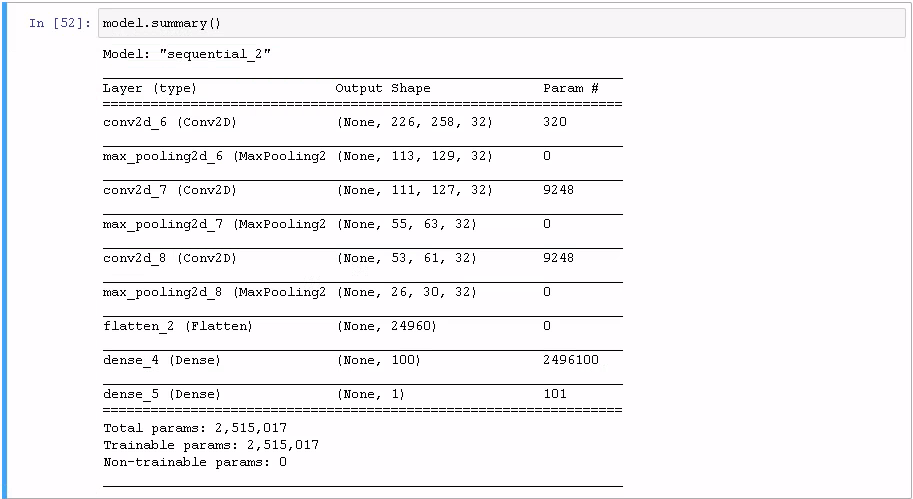 In [52]: model.summary()
Model: "sequential_2"
Layer (type) Output Shape Param #
=================================================================
conv2d_6 (Conv2D) (None, 226, 258, 32) 320
max_pooling2d_6 (MaxPooling2 (None, 113, 129, 32) 0
conv2d_7 (Conv2D) (None, 111, 127, 32) 9248
max_pooling2d_7 (MaxPooling2 (None, 55, 63, 32) 0
conv2d_8 (Conv2D) (None, 53, 61, 32) 9248
max_pooling2d_8 (MaxPooling2 (None, 26, 30, 32) 0
flatten_2 (Flatten) (None, 24960) 0
dense_4 (Dense) (None, 100) 2496100
dense_5 (Dense) (None, 1) 101
=================================================================
Total params: 2,515,017
Trainable params: 2,515,017
Non-trainable params: 0